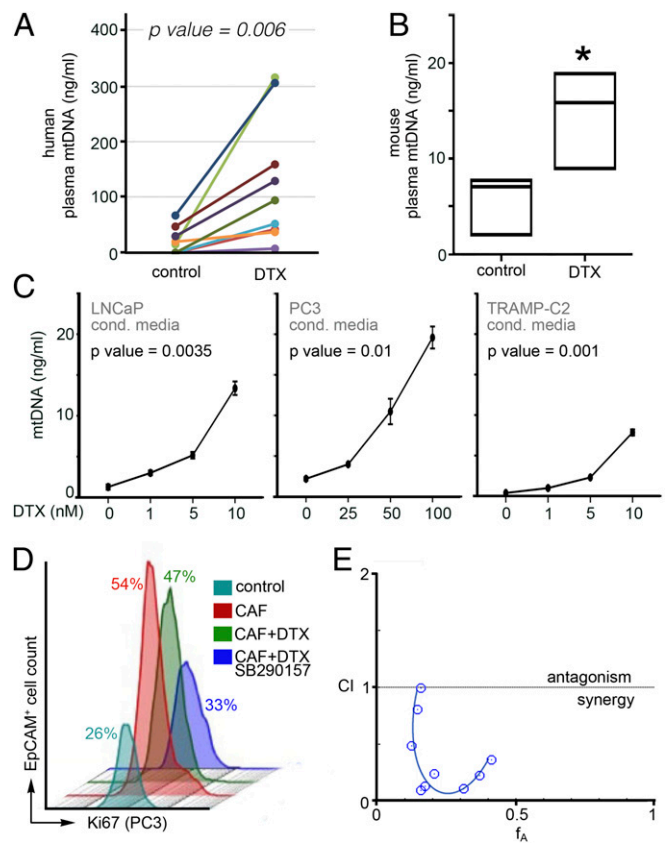 A
p value = 0.006
human
plasma mtDNA (ng/ml)
400
300
200
100
0
control
DTX
B
mouse
plasma mtDNA (ng/ml)
20
10
0
*
control
DTX
C
mtDNA (ng/ml)
20
10
0
LNCaP
cond. media
p value = 0.0035
PC3
cond. media
p value = 0.01
TRAMP-C2
cond. media
p value = 0.001
DTX (nM)
0 1 5 10
0 25 50 100
0 1 5 10
D
EpCAM⁺ cell count
Ki67 (PC3)
54%
47%
33%
26%
control
CAF
CAF+DTX
CAF+DTX
SB290157
E
CI
2
1
0
antagonism
synergy
0.5
1
fA